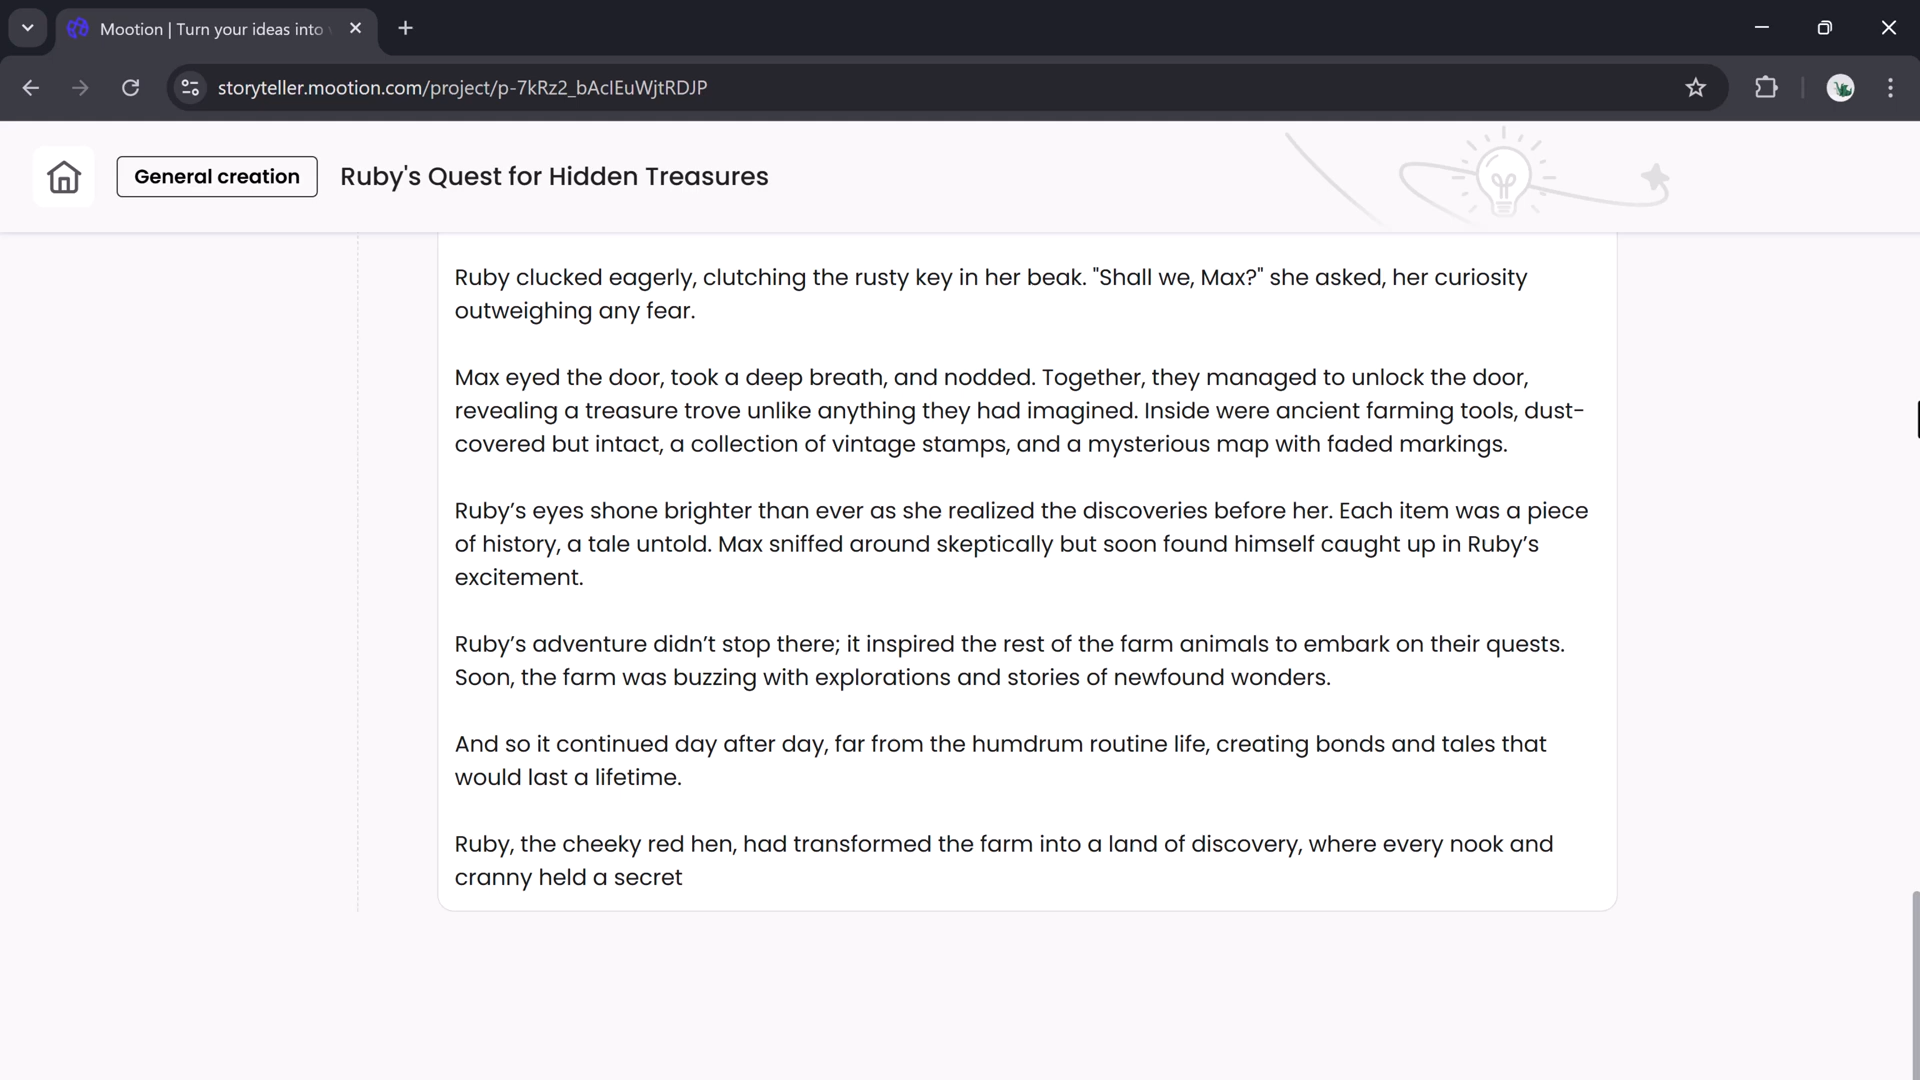 Mootion | Turn your ideas into
storyteller.mootion.com/project/p-7kRz2_bAclEuWjtRDJP
General creation
Ruby's Quest for Hidden Treasures
Ruby clucked eagerly, clutching the rusty key in her beak. "Shall we, Max?" she asked, her curiosity
outweighing any fear.
Max eyed the door, took a deep breath, and nodded. Together, they managed to unlock the door,
revealing a treasure trove unlike anything they had imagined. Inside were ancient farming tools, dust-
covered but intact, a collection of vintage stamps, and a mysterious map with faded markings.
Ruby’s eyes shone brighter than ever as she realized the discoveries before her. Each item was a piece
of history, a tale untold. Max sniffed around skeptically but soon found himself caught up in Ruby’s
excitement.
Ruby’s adventure didn’t stop there; it inspired the rest of the farm animals to embark on their quests.
Soon, the farm was buzzing with explorations and stories of newfound wonders.
And so it continued day after day, far from the humdrum routine life, creating bonds and tales that
would last a lifetime.
Ruby, the cheeky red hen, had transformed the farm into a land of discovery, where every nook and
cranny held a secret